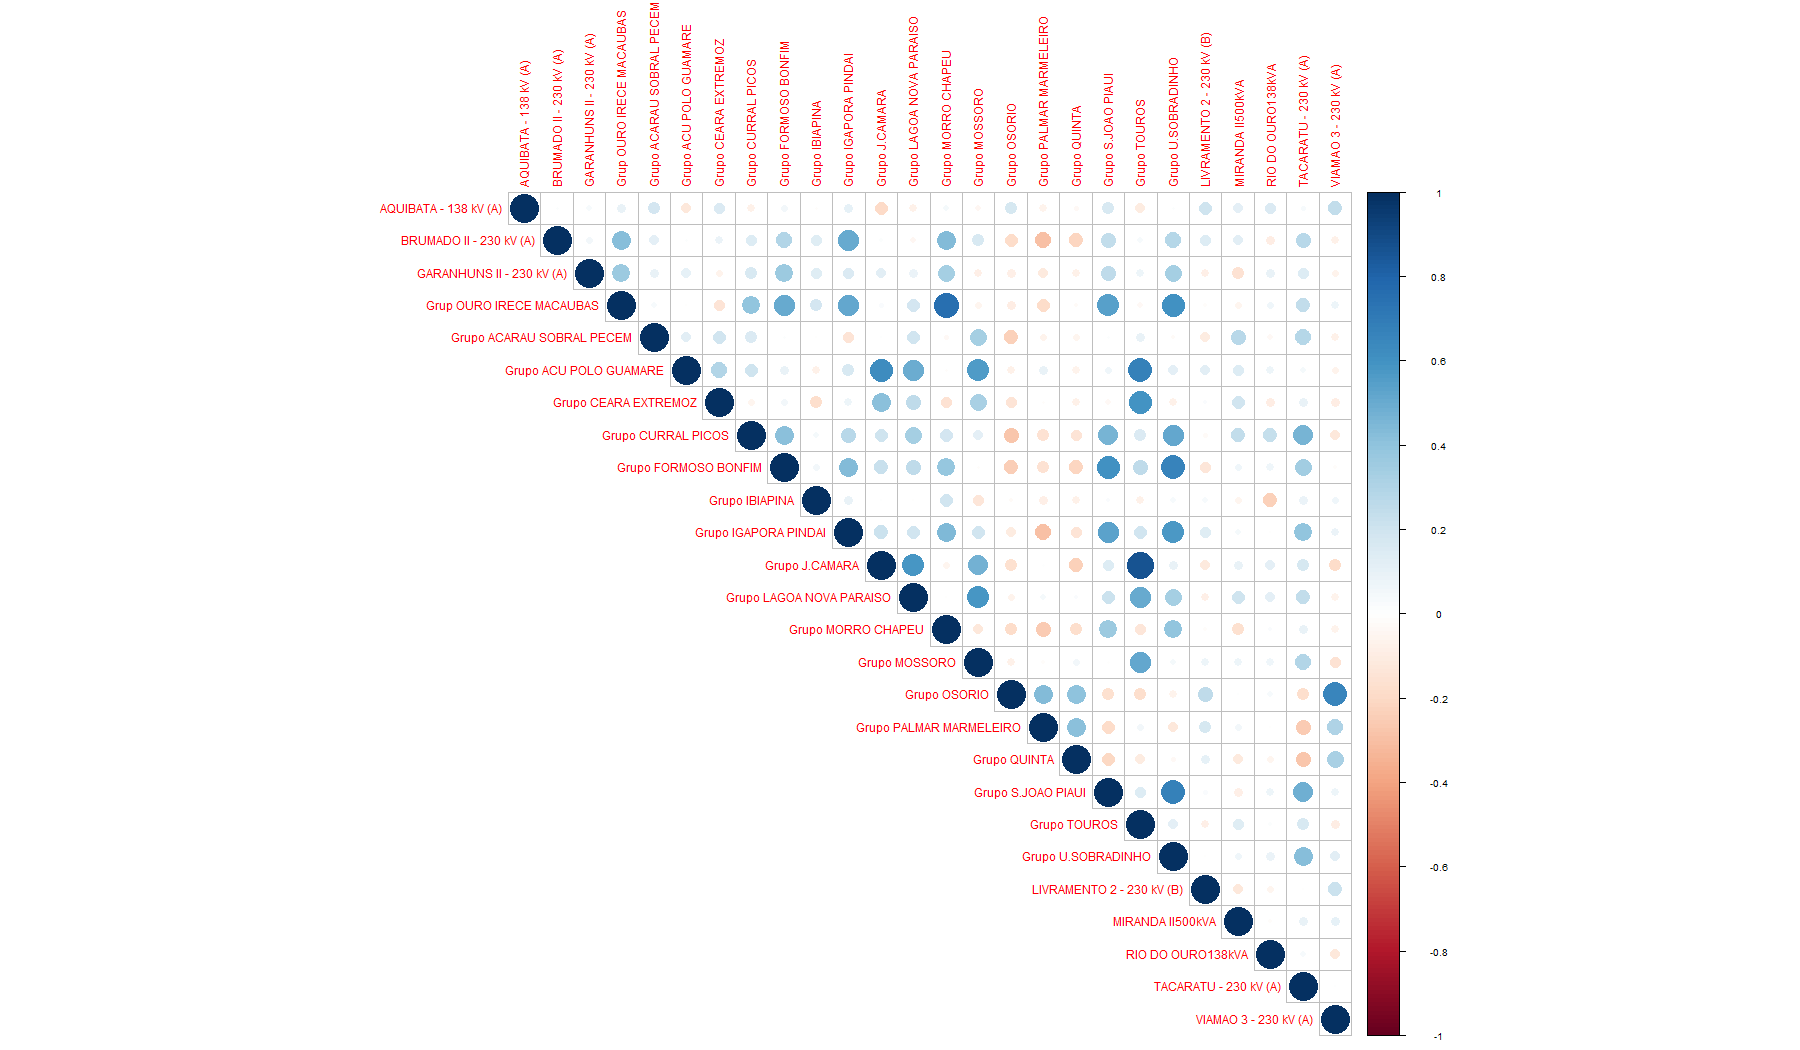 AQUIBATA - 138 kV (A)
BRUMADO II - 230 kV (A)
GARANHUNS II - 230 kV (A)
Grup OURO IRECE MACAUBAS
Grupo ACARAU SOBRAL PECEM
Grupo ACU POLO GUAMARE
Grupo CEARA EXTREMOZ
Grupo CURRAL PICOS
Grupo FORMOSO BONFIM
Grupo IBIAPINA
Grupo IGAPORA PINDAI
Grupo J.CAMARA
Grupo LAGOA NOVA PARAISO
Grupo MORRO CHAPEU
Grupo MOSSORO
Grupo OSORIO
Grupo PALMAR MARMELEIRO
Grupo QUINTA
Grupo S.JOAO PIAUI
Grupo TOUROS
Grupo U.SOBRADINHO
LIVRAMENTO 2 - 230 kV (B)
MIRANDA II500kVA
RIO DO OURO138kVA
TACARATU - 230 kV (A)
VIAMAO 3 - 230 kV (A)
AQUIBATA - 138 kV (A)
BRUMADO II - 230 kV (A)
GARANHUNS II - 230 kV (A)
Grup OURO IRECE MACAUBAS
Grupo ACARAU SOBRAL PECEM
Grupo ACU POLO GUAMARE
Grupo CEARA EXTREMOZ
Grupo CURRAL PICOS
Grupo FORMOSO BONFIM
Grupo IBIAPINA
Grupo IGAPORA PINDAI
Grupo J.CAMARA
Grupo LAGOA NOVA PARAISO
Grupo MORRO CHAPEU
Grupo MOSSORO
Grupo OSORIO
Grupo PALMAR MARMELEIRO
Grupo QUINTA
Grupo S.JOAO PIAUI
Grupo TOUROS
Grupo U.SOBRADINHO
LIVRAMENTO 2 - 230 kV (B)
MIRANDA II500kVA
RIO DO OURO138kVA
TACARATU - 230 kV (A)
VIAMAO 3 - 230 kV (A)
1
0.8
0.6
0.4
0.2
0
-0.2
-0.4
-0.6
-0.8
-1